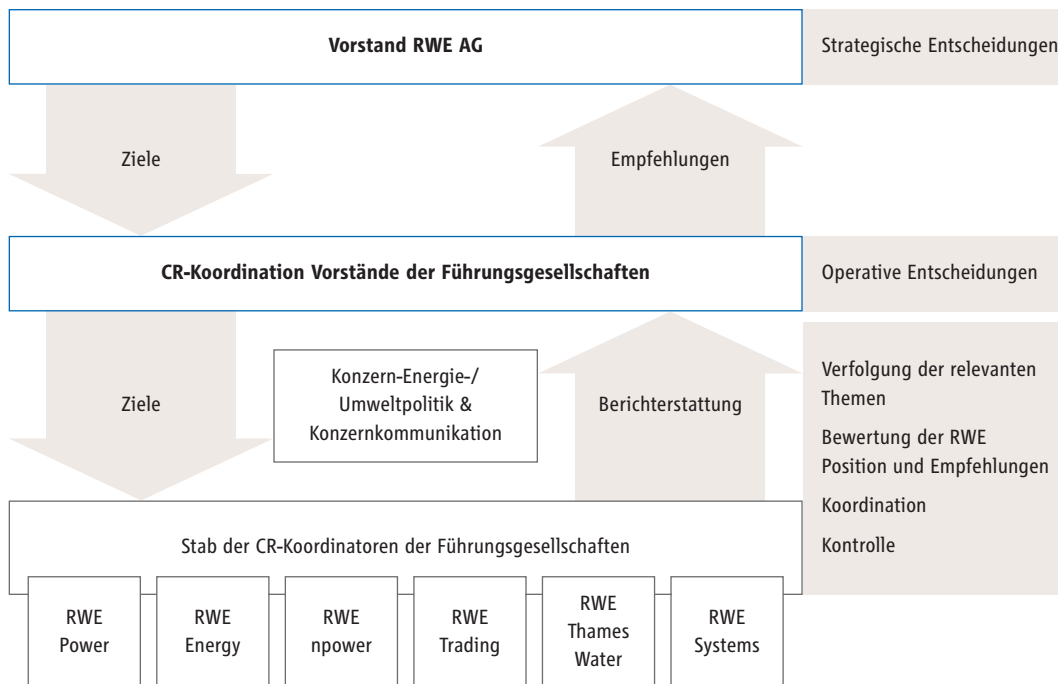 Vorstand RWE AG
Strategische Entscheidungen
Ziele
Empfehlungen
CR-Koordination Vorstände der Führungsgesellschaften
Operative Entscheidungen
Ziele
Konzern-Energie-/
Umweltpolitik &
Konzernkommunikation
Berichterstattung
Verfolgung der relevanten
Themen
Bewertung der RWE
Position und Empfehlungen
Koordination
Kontrolle
Stab der CR-Koordinatoren der Führungsgesellschaften
RWE
Power
RWE
Energy
RWE
npower
RWE
Trading
RWE
Thames
Water
RWE
Systems